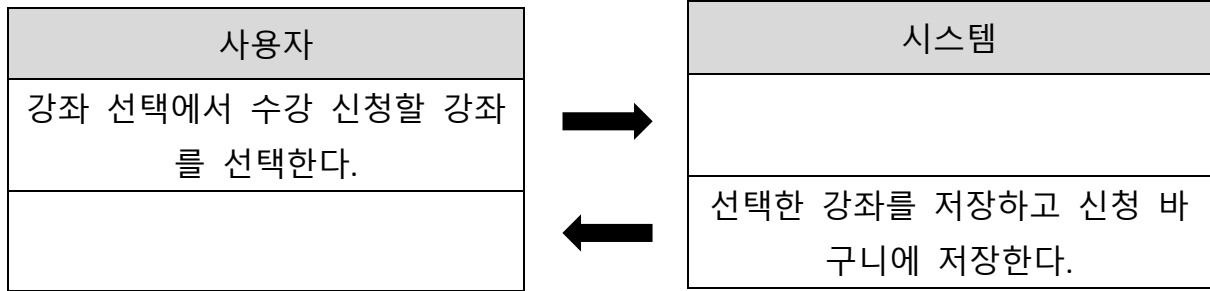 사용자
강좌 선택에서 수강 신청할 강좌
를 선택한다.
시스템
선택한 강좌를 저장하고 신청 바
구니에 저장한다.